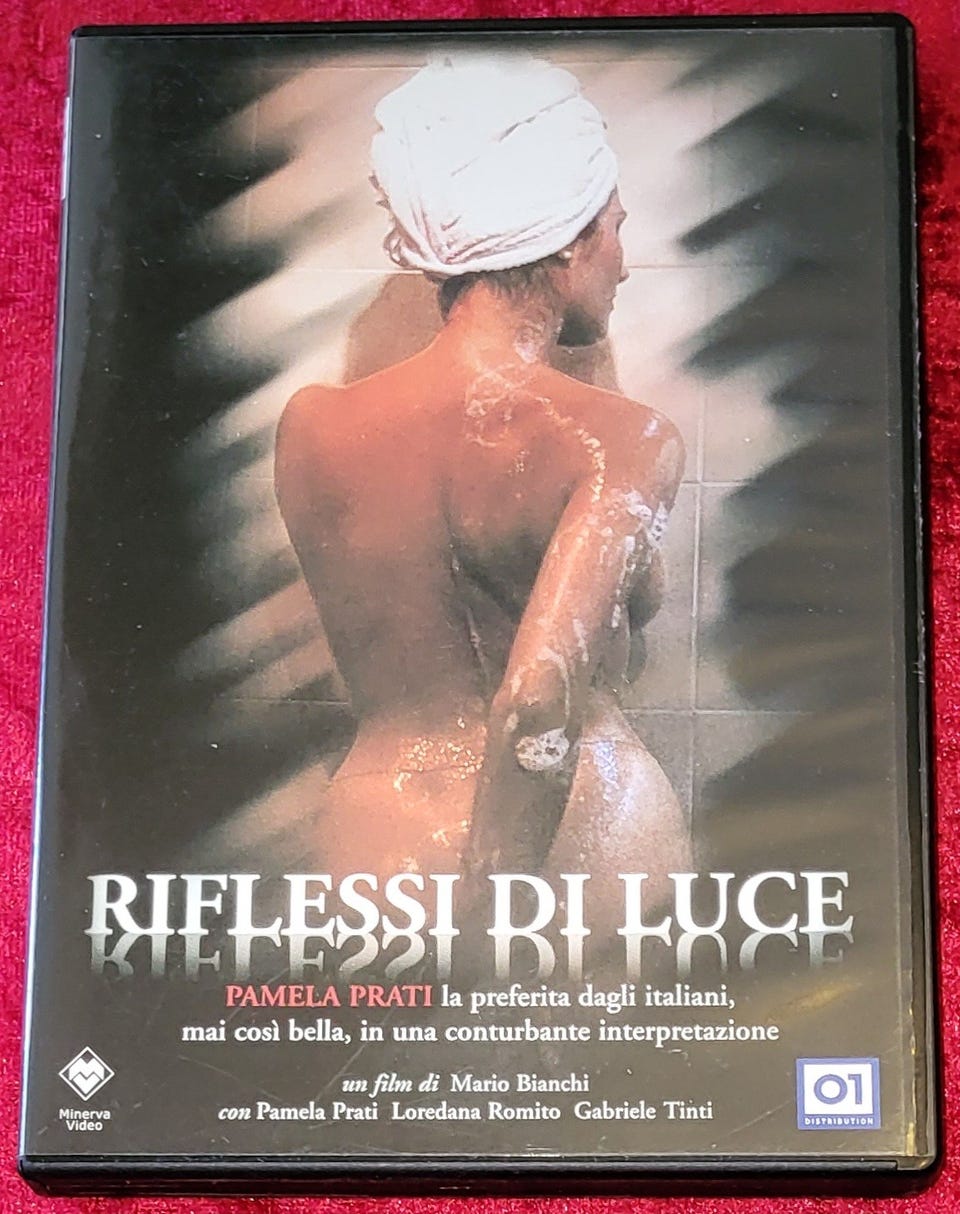 RIFLESSI DI LUCE
PAMELA PRATI la preferita dagli italiani,
mai così bella, in una conturbante interpretazione
un film di Mario Bianchi
con Pamela Prati Loredana Romito Gabriele Tinti
Minerva
Video
01
DISTRIBUTION